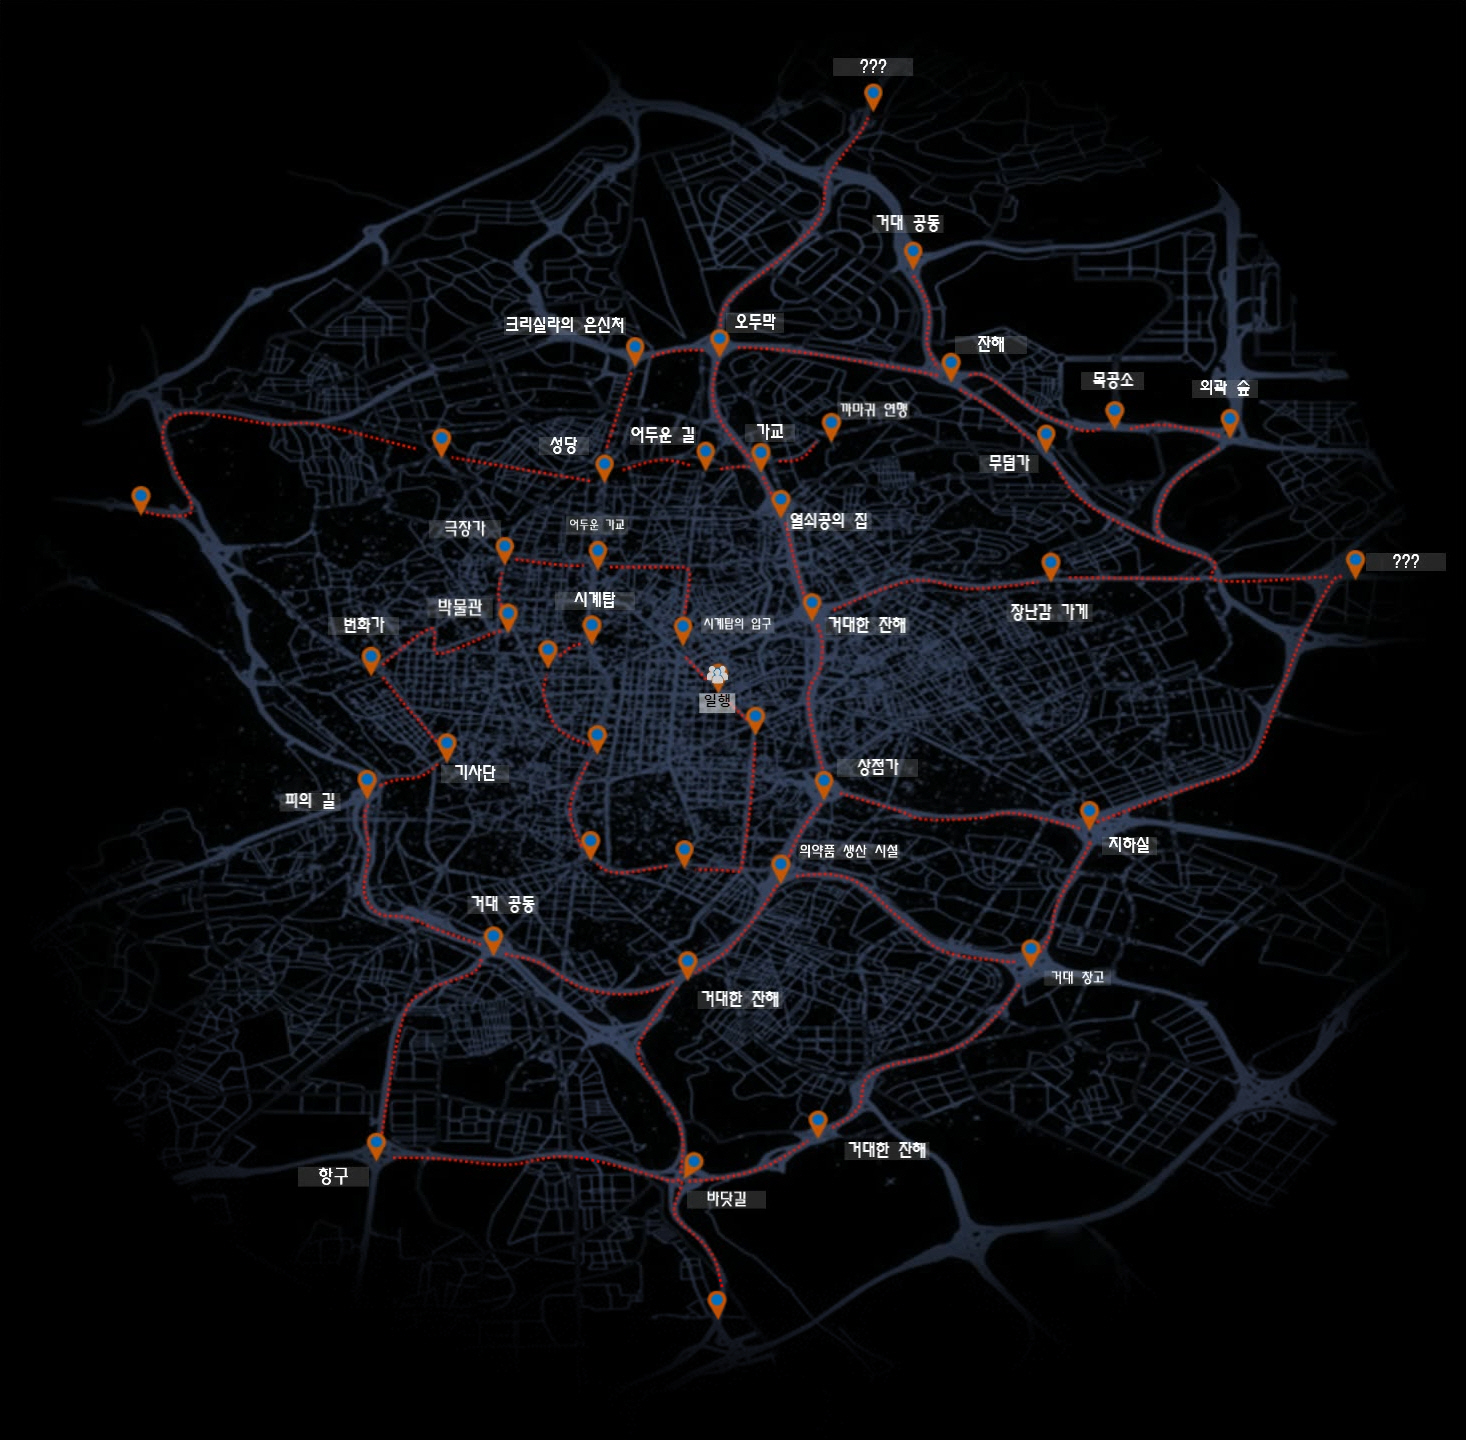 ???
거대 공동
크리실라의 은신처
오두막
잔해
목공소
외곽 숲
까마귀 연맹
성당
어두운 길
가교
무덤가
극장가
어두운 가교
열쇠공의 집
???
박물관
시계탑
번화가
시계탑의 입구
거대한 잔해
장난감 가게
일행
기사단
상점가
피의 길
의약품 생산 시설
지하실
거대 공동
거대한 잔해
거대 창고
항구
거대한 잔해
바닷길